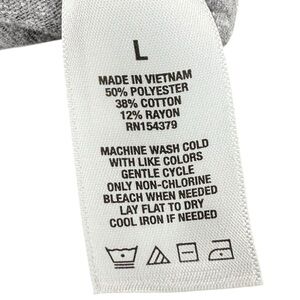 L
MADE IN VIETNAM
50% POLYESTER
38% COTTON
12% RAYON
RN154379
MACHINE WASH COLD
WITH LIKE COLORS
GENTLE CYCLE
ONLY NON-CHLORINE
BLEACH WHEN NEEDED
LAY FLAT TO DRY
COOL IRON IF NEEDED